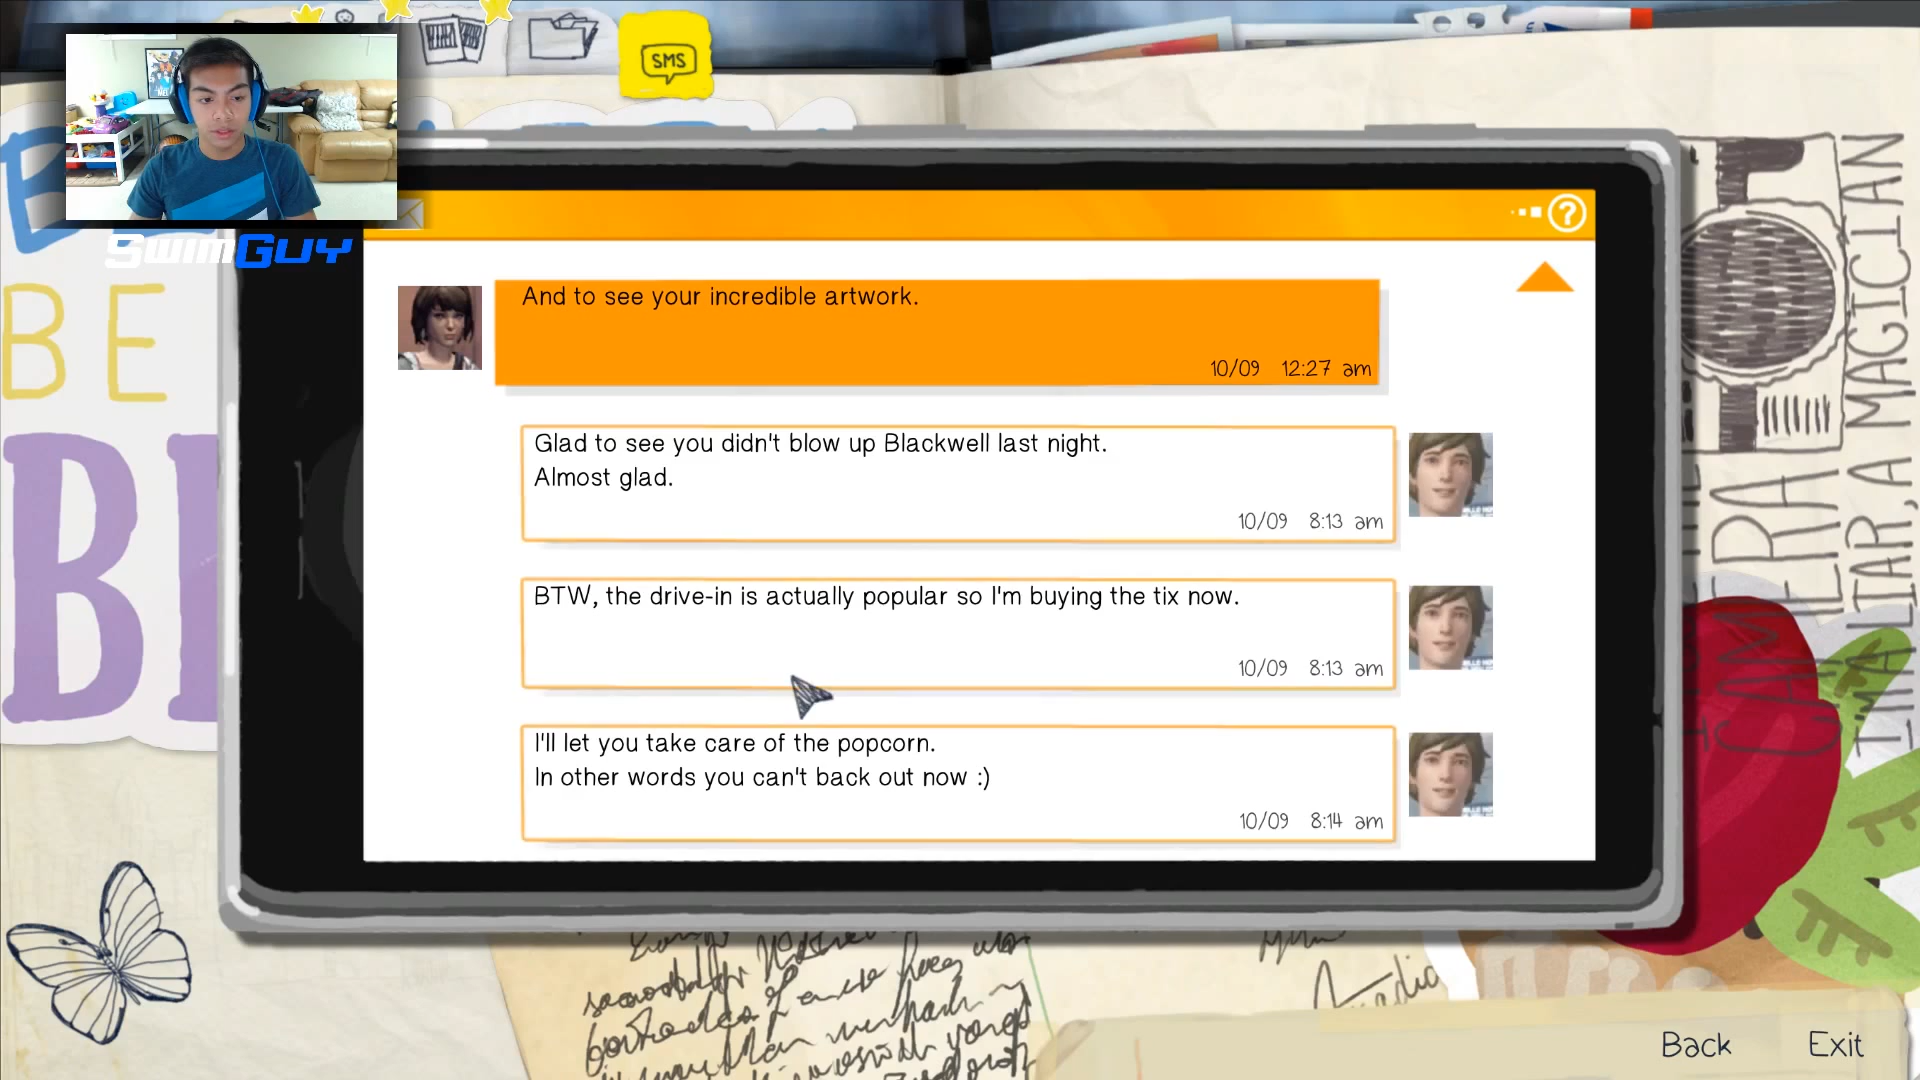 SMS
SWIMGUY
And to see your incredible artwork.
10/09 12:27 am
Glad to see you didn't blow up Blackwell last night.
Almost glad.
10/09 8:13 am
BTW, the drive-in is actually popular so I'm buying the tix now.
10/09 8:13 am
I'll let you take care of the popcorn.
In other words you can't back out now :)
10/09 8:14 am
BE
CAMERA
I'M A LIAR, A MAGICIAN
Back
Exit